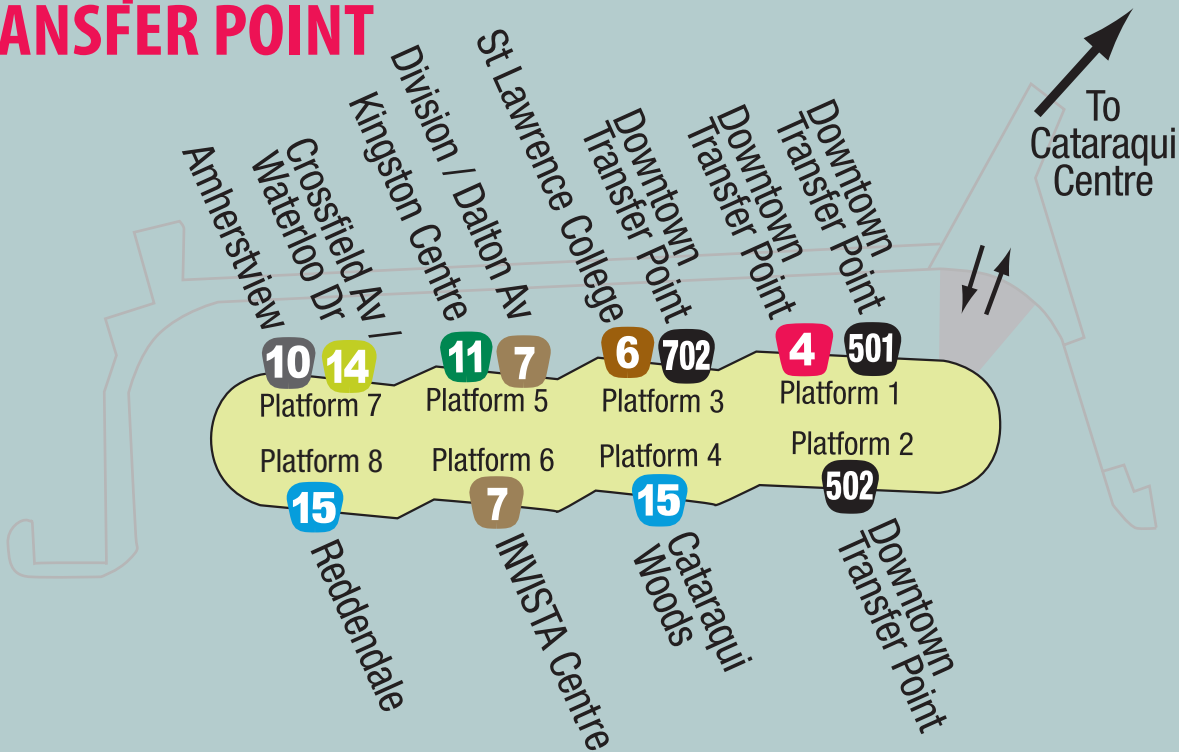 ANSFER POINT
To
Cataraqui
Centre
Amherstview
Crossfield Av /
Waterloo Dr
Kingston Centre
Division / Dalton Av
St Lawrence College
Downtown
Transfer Point
Downtown
Transfer Point
Downtown
Transfer Point
10 14 11 7 6 702 4 501
Platform 7 Platform 5 Platform 3 Platform 1
Platform 8 Platform 6 Platform 4 Platform 2
15 7 15 502
Reddendale
INVISTA Centre
Cataraqui
Woods
Downtown
Transfer Point